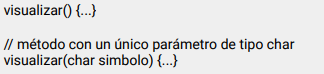 visualizar() {...}
// método con un único parámetro de tipo char
visualizar(char simbolo) {...}